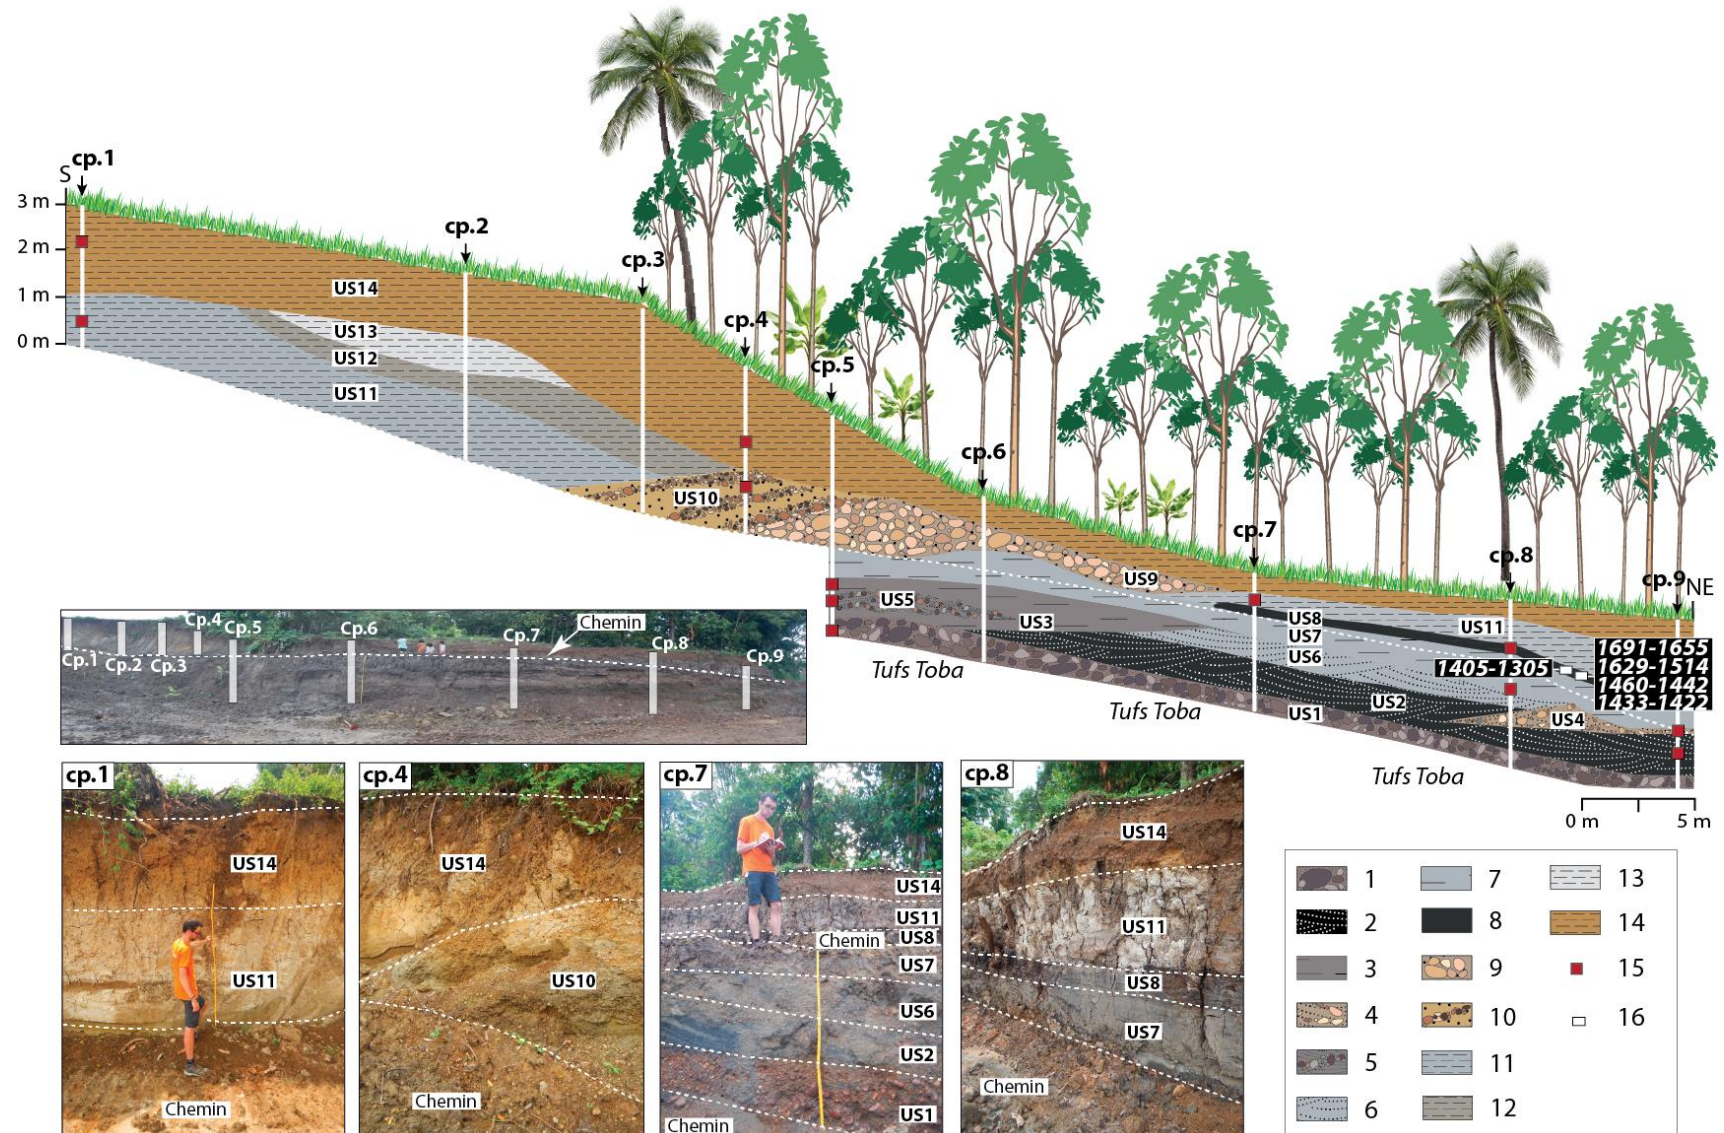 S
cp.1
3 m
2 m
1 m
0 m
cp.2
cp.3
cp.4
cp.5
cp.6
cp.7
cp.8
cp.9
NE
US14
US13
US12
US11
US10
US9
US5
US3
US8
US7
US6
US11
US2
US4
US1
1405-1305
1691-1655
1629-1514
1460-1442
1433-1422
Tufs Toba
Tufs Toba
Tufs Toba
0 m 5 m
Cp.1
Cp.2
Cp.3
Cp.4
Cp.5
Cp.6
Cp.7
Chemin
Cp.8
Cp.9
cp.1
US14
US11
Chemin
cp.4
US14
US10
Chemin
cp.7
US14
US11
US8
Chemin
US7
US6
US2
US1
Chemin
cp.8
US14
US11
US8
US7
Chemin
1 7 13
2 8 14
3 9 15
4 10 16
5 11
6 12